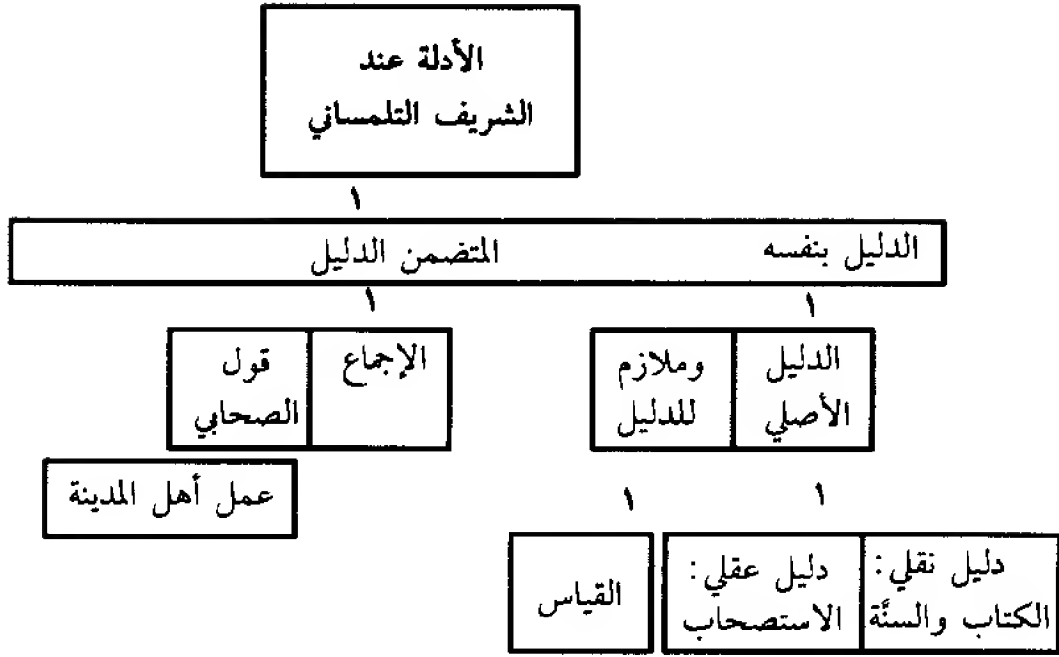 الأدلة عند
الشريف التلمساني
١
الدليل بنفسه المتضمن الدليل
١ ١
الدليل الأصلي
وملازم للدليل
الإجماع
قول الصحابي
عمل أهل المدينة
١ ١
دليل نقلي:
الكتاب والسنَّة
دليل عقلي:
الاستصحاب
القياس